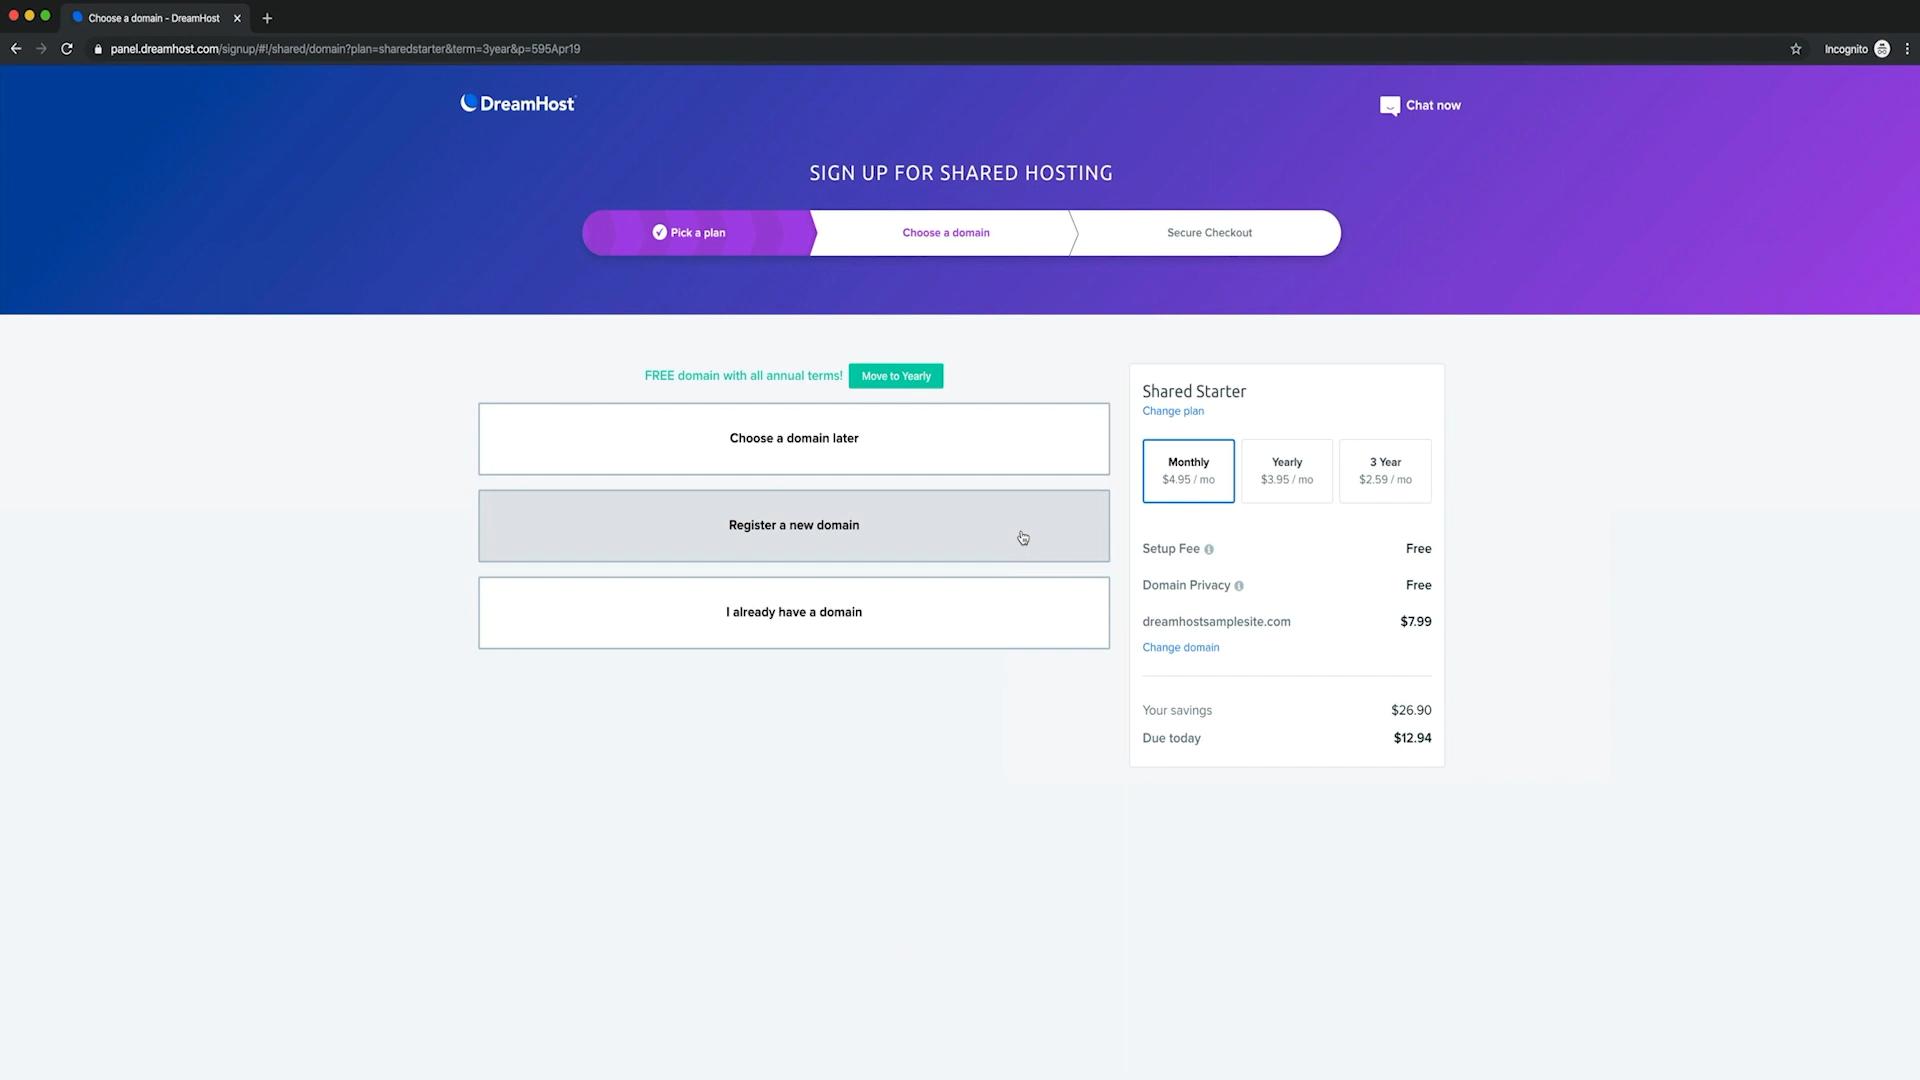 Choose a domain - DreamHost
panel.dreamhost.com/signup/#!/shared/domain?plan=sharedstarter&term=3year&p=595Apr19
Incognito
DreamHost
Chat now
SIGN UP FOR SHARED HOSTING
Pick a plan
Choose a domain
Secure Checkout
FREE domain with all annual terms!
Move to Yearly
Choose a domain later
Register a new domain
I already have a domain
Shared Starter
Change plan
Monthly
$4.95 / mo
Yearly
$3.95 / mo
3 Year
$2.59 / mo
Setup Fee
Free
Domain Privacy
Free
dreamhostsamplesite.com
$7.99
Change domain
Your savings
$26.90
Due today
$12.94